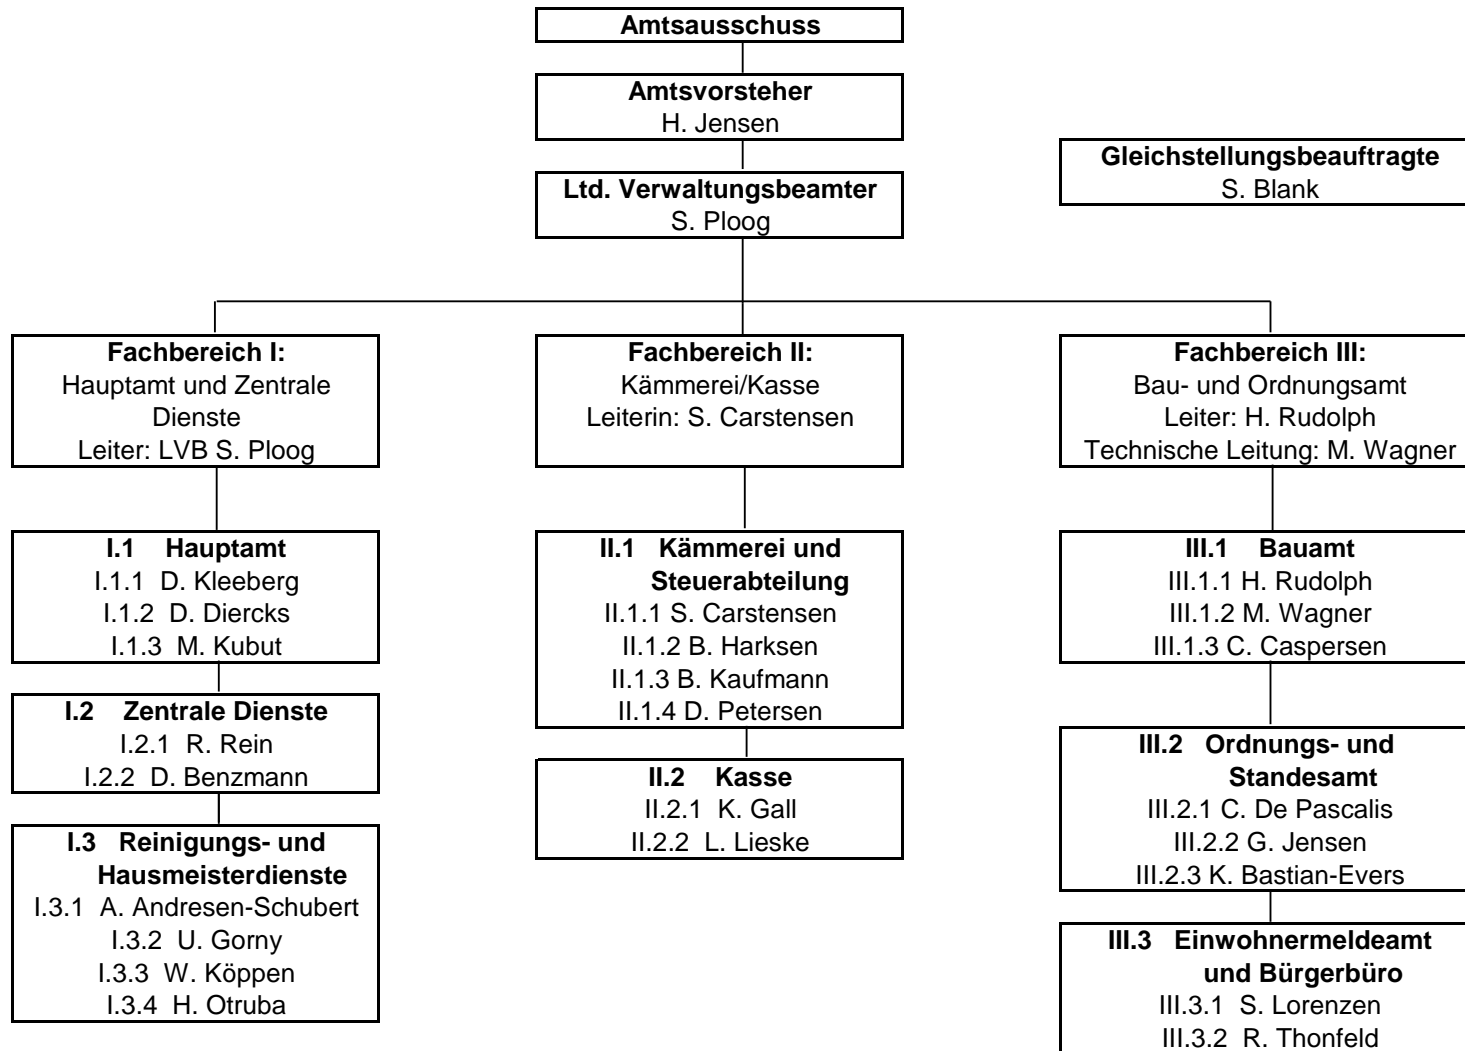 Amtsausschuss
Amtsvorsteher
H. Jensen
Ltd. Verwaltungsbeamter
S. Ploog
Gleichstellungsbeauftragte
S. Blank
Fachbereich I:
Hauptamt und Zentrale
Dienste
Leiter: LVB S. Ploog
Fachbereich II:
Kämmerei/Kasse
Leiterin: S. Carstensen
Fachbereich III:
Bau- und Ordnungsamt
Leiter: H. Rudolph
Technische Leitung: M. Wagner
I.1 Hauptamt
I.1.1 D. Kleeberg
I.1.2 D. Diercks
I.1.3 M. Kubut
I.2 Zentrale Dienste
I.2.1 R. Rein
I.2.2 D. Benzmann
I.3 Reinigungs- und
Hausmeisterdienste
I.3.1 A. Andresen-Schubert
I.3.2 U. Gorny
I.3.3 W. Köppen
I.3.4 H. Otruba
II.1 Kämmerei und
Steuerabteilung
II.1.1 S. Carstensen
II.1.2 B. Harksen
II.1.3 B. Kaufmann
II.1.4 D. Petersen
II.2 Kasse
II.2.1 K. Gall
II.2.2 L. Lieske
III.1 Bauamt
III.1.1 H. Rudolph
III.1.2 M. Wagner
III.1.3 C. Caspersen
III.2 Ordnungs- und
Standesamt
III.2.1 C. De Pascalis
III.2.2 G. Jensen
III.2.3 K. Bastian-Evers
III.3 Einwohnermeldeamt
und Bürgerbüro
III.3.1 S. Lorenzen
III.3.2 R. Thonfeld